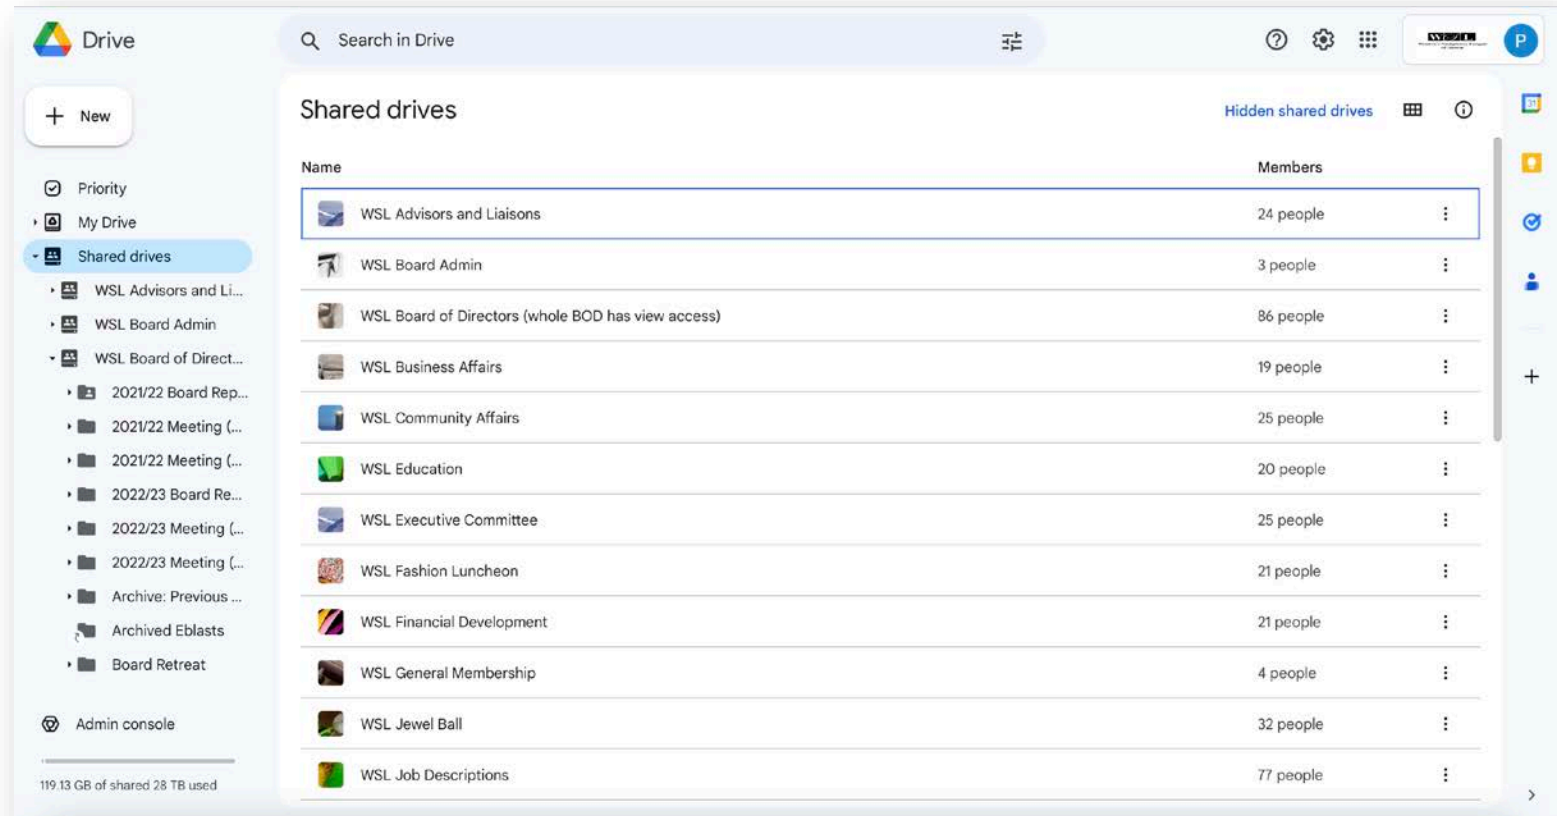 Drive
Search in Drive
P
New
Shared drives
Hidden shared drives
31
Name
Members
Priority
My Drive
Shared drives
WSL Advisors and Li...
WSL Board Admin
WSL Board of Direct...
2021/22 Board Rep...
2021/22 Meeting (...
2021/22 Meeting (...
2022/23 Board Re...
2022/23 Meeting (...
2022/23 Meeting (...
Archive: Previous ...
Archived Eblasts
Board Retreat
Admin console
119.13 GB of shared 28 TB used
WSL Advisors and Liaisons 24 people
WSL Board Admin 3 people
WSL Board of Directors (whole BOD has view access) 86 people
WSL Business Affairs 19 people
WSL Community Affairs 25 people
WSL Education 20 people
WSL Executive Committee 25 people
WSL Fashion Luncheon 21 people
WSL Financial Development 21 people
WSL General Membership 4 people
WSL Jewel Ball 32 people
WSL Job Descriptions 77 people